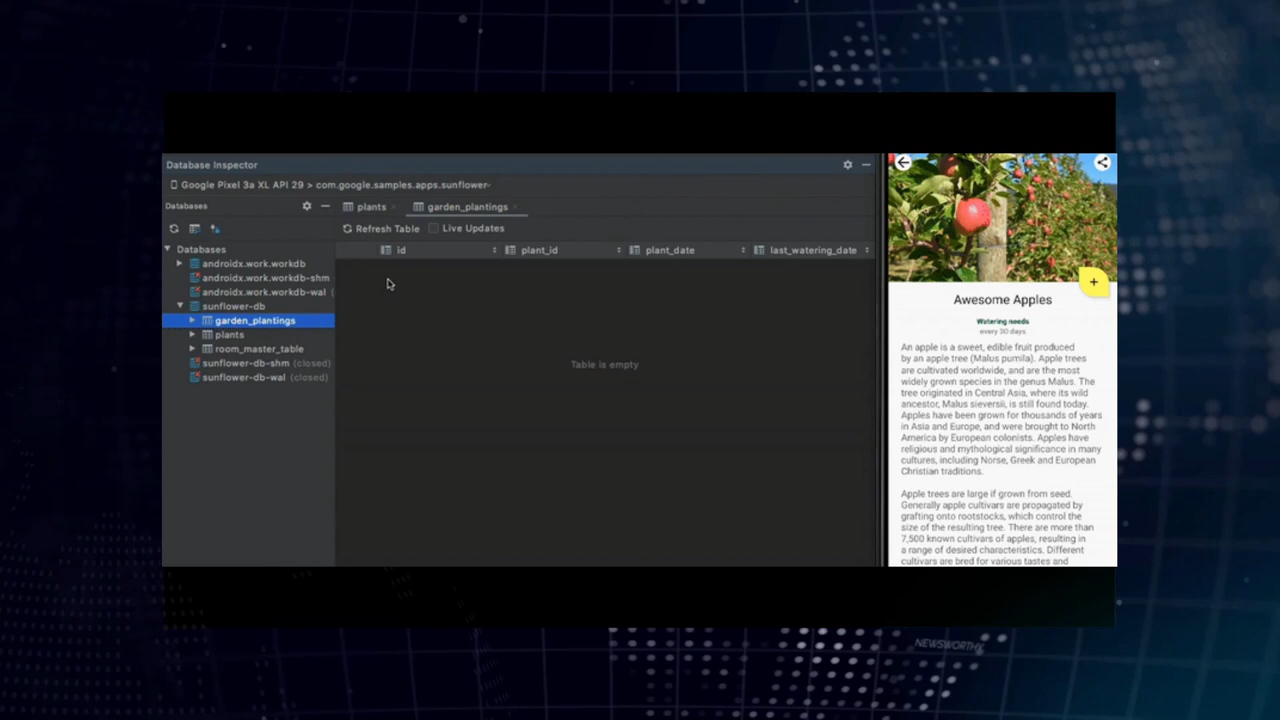 Database Inspector
Google Pixel 3a XL API 29 > com.google.samples.apps.sunflower
Databases
plants
garden_plantings
Refresh Table
Live Updates
Databases
androidx.work.workdb
androidx.work.workdb-shm
androidx.work.workdb-wal (
sunflower-db
garden_plantings
plants
room_master_table
sunflower-db-shm (closed)
sunflower-db-wal (closed)
id
plant_id
plant_date
last_watering_date
Table is empty
+
Awesome Apples
Watering needs
every 30 days
An apple is a sweet, edible fruit produced
by an apple tree (Malus pumila). Apple trees
are cultivated worldwide, and are the most
widely grown species in the genus Malus. The
tree originated in Central Asia, where its wild
ancestor, Malus sieversii, is still found today.
Apples have been grown for thousands of years
in Asia and Europe, and were brought to North
America by European colonists. Apples have
religious and mythological significance in many
cultures, including Norse, Greek and European
Christian traditions.
Apple trees are large if grown from seed.
Generally apple cultivars are propagated by
grafting onto rootstocks, which control the
size of the resulting tree. There are more than
7,500 known cultivars of apples, resulting in
a range of desired characteristics. Different
cultivars are bred for various tastes and
NEWSWORTHY